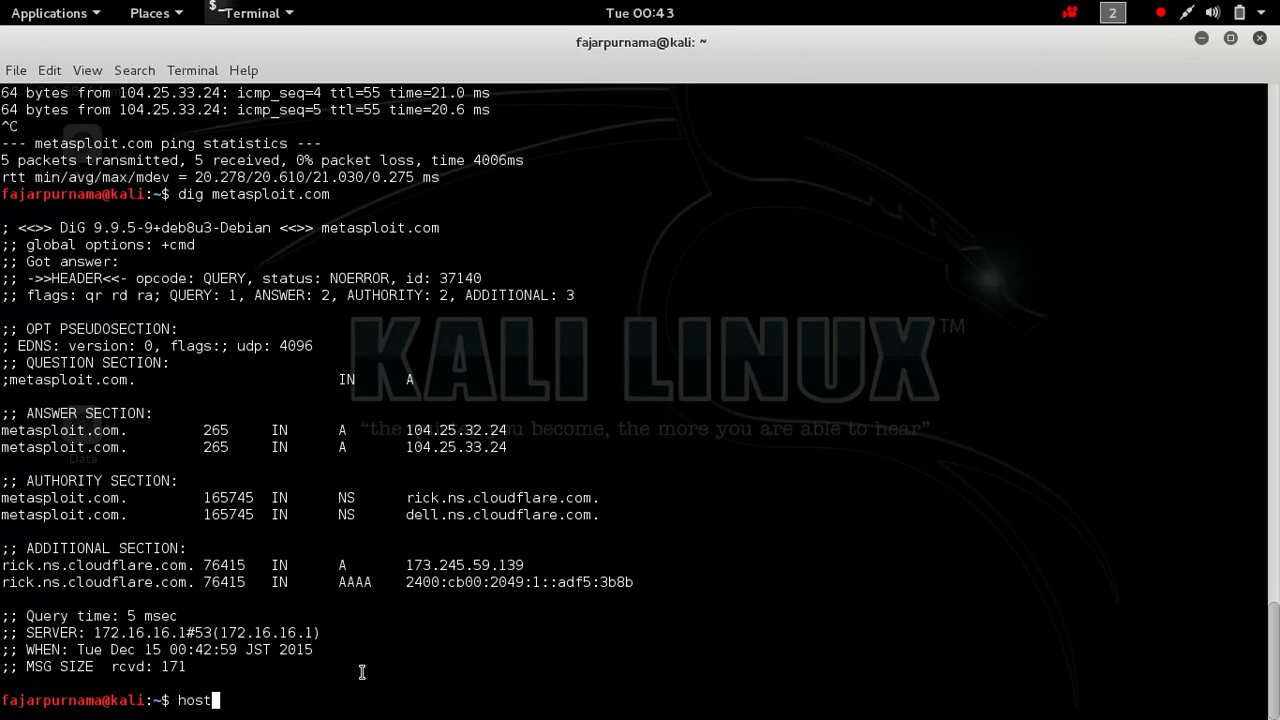 Applications Places $_ Terminal Tue 00:43 2
fajarpurnama@kali: ~
File Edit View Search Terminal Help
64 bytes from 104.25.33.24: icmp_seq=4 ttl=55 time=21.0 ms
64 bytes from 104.25.33.24: icmp_seq=5 ttl=55 time=20.6 ms
^C
--- metasploit.com ping statistics ---
5 packets transmitted, 5 received, 0% packet loss, time 4006ms
rtt min/avg/max/mdev = 20.278/20.610/21.030/0.275 ms
fajarpurnama@kali:~$ dig metasploit.com
; <<>> DiG 9.9.5-9+deb8u3-Debian <<>> metasploit.com
;; global options: +cmd
;; Got answer:
;; ->>HEADER<<- opcode: QUERY, status: NOERROR, id: 37140
;; flags: qr rd ra; QUERY: 1, ANSWER: 2, AUTHORITY: 2, ADDITIONAL: 3
;; OPT PSEUDOSECTION:
; EDNS: version: 0, flags:; udp: 4096
;; QUESTION SECTION:
;metasploit.com. IN A
;; ANSWER SECTION:
metasploit.com. 265 IN A 104.25.32.24
metasploit.com. 265 IN A 104.25.33.24
;; AUTHORITY SECTION:
metasploit.com. 165745 IN NS rick.ns.cloudflare.com.
metasploit.com. 165745 IN NS dell.ns.cloudflare.com.
;; ADDITIONAL SECTION:
rick.ns.cloudflare.com. 76415 IN A 173.245.59.139
rick.ns.cloudflare.com. 76415 IN AAAA 2400:cb00:2049:1::adf5:3b8b
;; Query time: 5 msec
;; SERVER: 172.16.16.1#53(172.16.16.1)
;; WHEN: Tue Dec 15 00:42:59 JST 2015
;; MSG SIZE rcvd: 171
fajarpurnama@kali:~$ host
KALI LINUX™
"the you become, the more you are able to hear"
Data